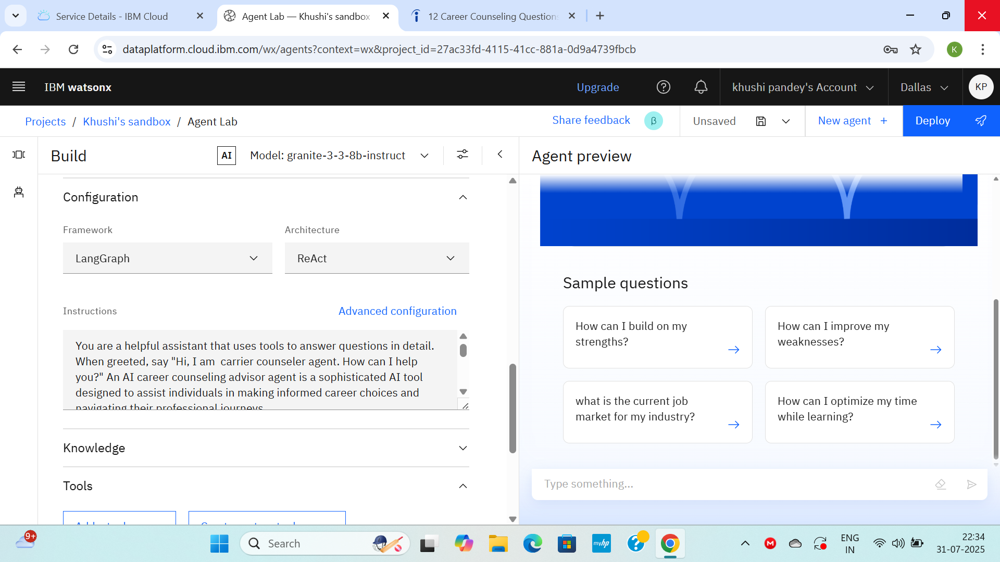 Service Details - IBM Cloud
Agent Lab — Khushi's sandbox
12 Career Counseling Questions
dataplatform.cloud.ibm.com/wx/agents?context=wx&project_id=27ac33fd-4115-41cc-881a-0d9a4739fbcb
K
IBM watsonx
Upgrade
khushi pandey's Account
Dallas
KP
Projects / Khushi's sandbox / Agent Lab
Share feedback
β
Unsaved
New agent +
Deploy
Build
AI
Model: granite-3-3-8b-instruct
Configuration
Framework
Architecture
LangGraph
ReAct
Instructions
Advanced configuration
You are a helpful assistant that uses tools to answer questions in detail.
When greeted, say "Hi, I am  carrier counseler agent. How can I help
you?" An AI career counseling advisor agent is a sophisticated AI tool
designed to assist individuals in making informed career choices and
navigating their professional journeys.
Knowledge
Tools
Agent preview
Sample questions
How can I build on my
strengths?
How can I improve my
weaknesses?
what is the current job
market for my industry?
How can I optimize my time
while learning?
Type something...
9+
Search
myhp
M
ENG
IN
22:34
31-07-2025